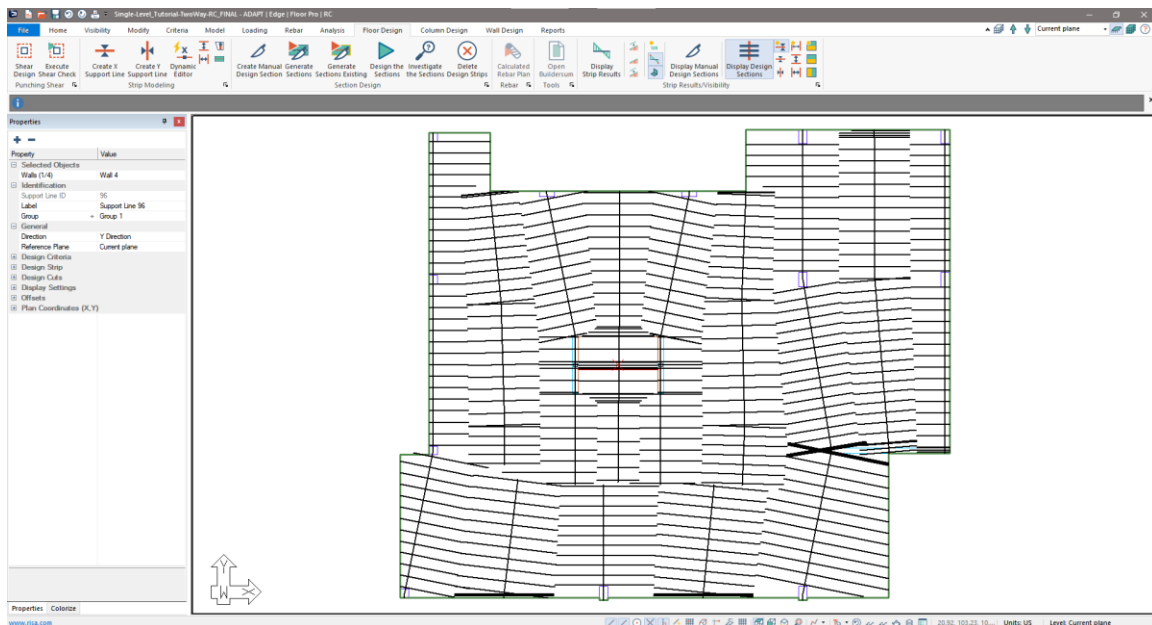 Single-Level_Tutorial-TwoWay-RC_FINAL - ADAPT | Edge | Floor Pro | RC
File Home Visibility Modify Criteria Model Loading Rebar Analysis Floor Design Column Design Wall Design Reports
Current plane
Shear Design Execute Shear Check
Punching Shear
Create X Support Line Create Y Support Line Dynamic Editor
Strip Modeling
Create Manual Design Section Generate Sections Generate Sections Existing Design the Sections Investigate the Sections Delete Design Strips
Section Design
Calculated Rebar Plan
Rebar
Open Buildersum
Tools
Display Strip Results Display Manual Design Sections Display Design Sections
Strip Results/Visibility
Properties
Property Value
Selected Objects
Walls (1/4) Wall 4
Identification
Support Line ID 96
Label Support Line 96
Group Group 1
General
Direction Y Direction
Reference Plane Current plane
Design Criteria
Design Strip
Design Cuts
Display Settings
Offsets
Plan Coordinates (X,Y)
Y
W X
Properties Colorize
www.risa.com
20.92, 103.23, 10... Units: US Level: Current plane